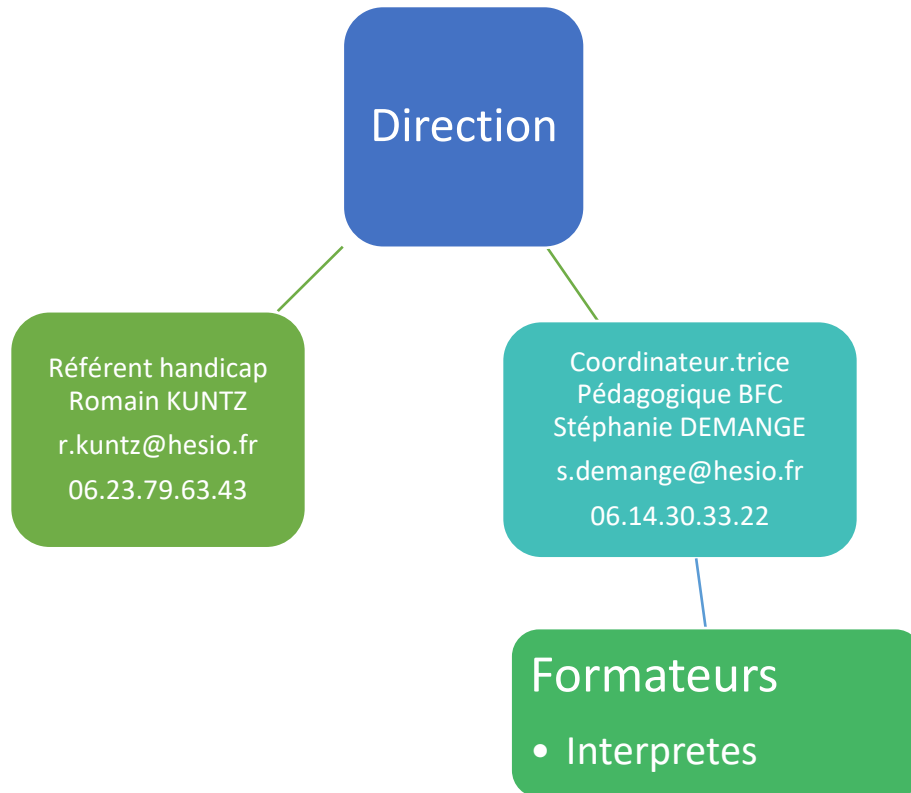 Direction
Référent handicap
Romain KUNTZ
r.kuntz@hesio.fr
06.23.79.63.43
Coordinateur.trice
Pédagogique BFC
Stéphanie DEMANGE
s.demange@hesio.fr
06.14.30.33.22
Formateurs
• Interpretes